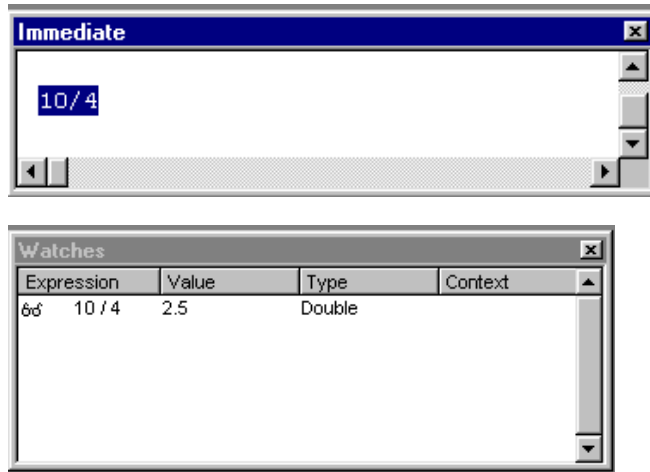 Immediate
10/4
Watches
Expression Value Type Context
10 / 4 2.5 Double